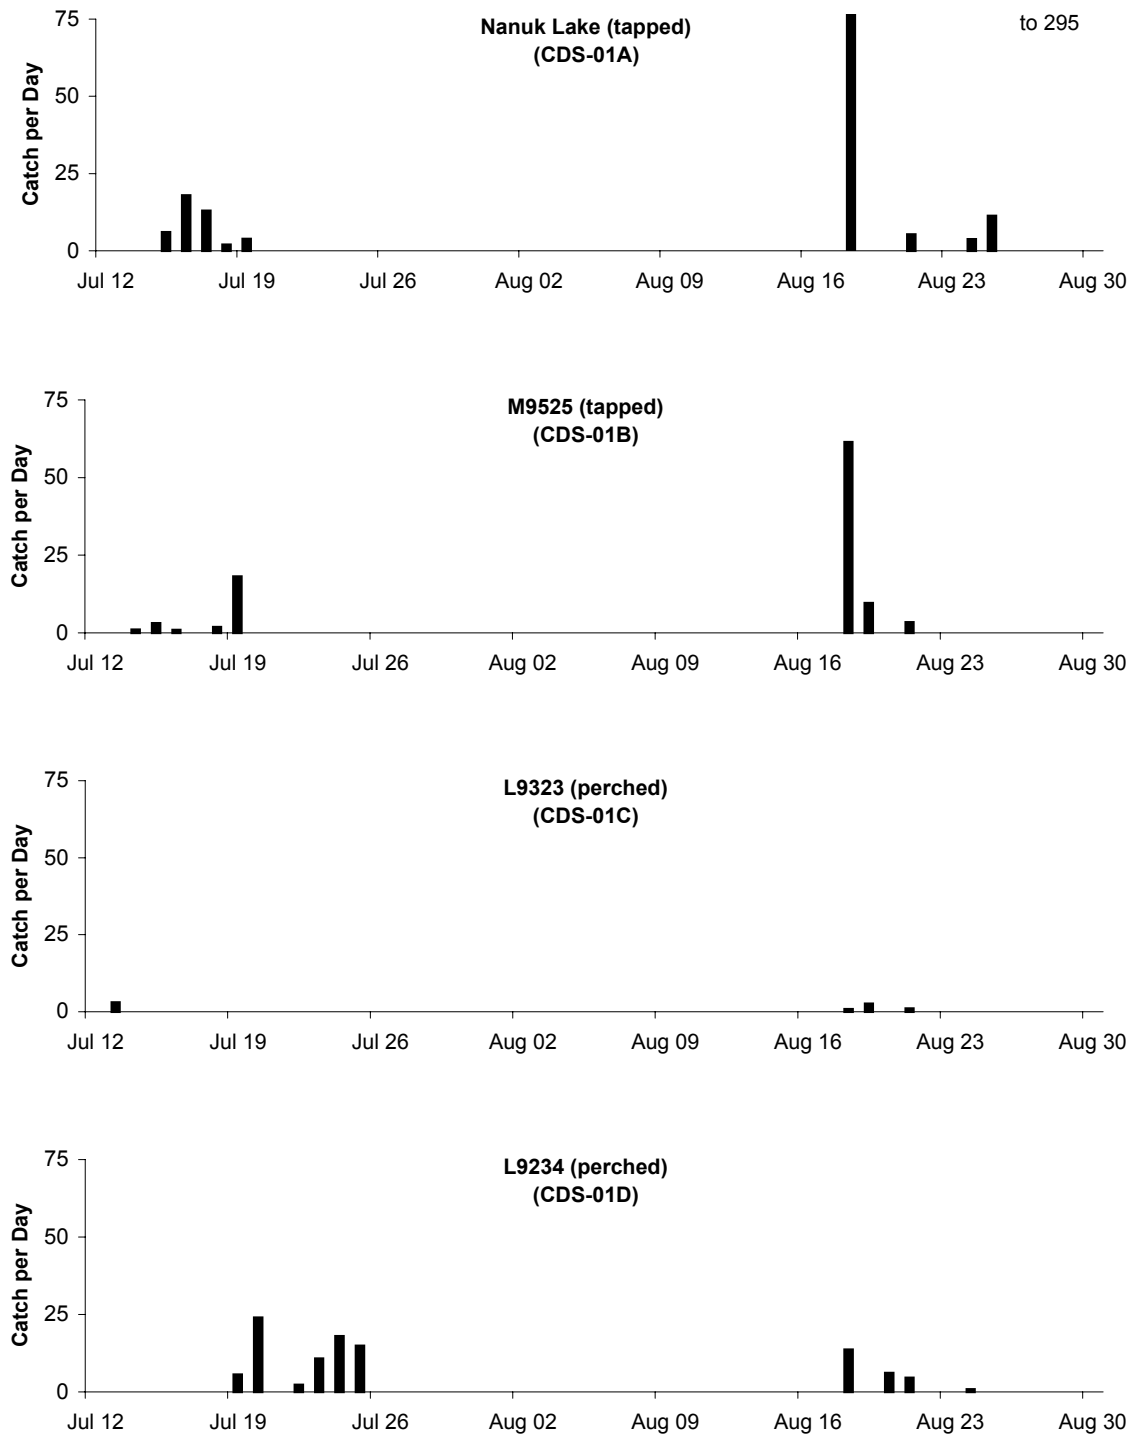 Nanuk Lake (tapped)
(CDS-01A)
to 295
Catch per Day
75
50
25
0
Jul 12 Jul 19 Jul 26 Aug 02 Aug 09 Aug 16 Aug 23 Aug 30
M9525 (tapped)
(CDS-01B)
Catch per Day
75
50
25
0
Jul 12 Jul 19 Jul 26 Aug 02 Aug 09 Aug 16 Aug 23 Aug 30
L9323 (perched)
(CDS-01C)
Catch per Day
75
50
25
0
Jul 12 Jul 19 Jul 26 Aug 02 Aug 09 Aug 16 Aug 23 Aug 30
L9234 (perched)
(CDS-01D)
Catch per Day
75
50
25
0
Jul 12 Jul 19 Jul 26 Aug 02 Aug 09 Aug 16 Aug 23 Aug 30